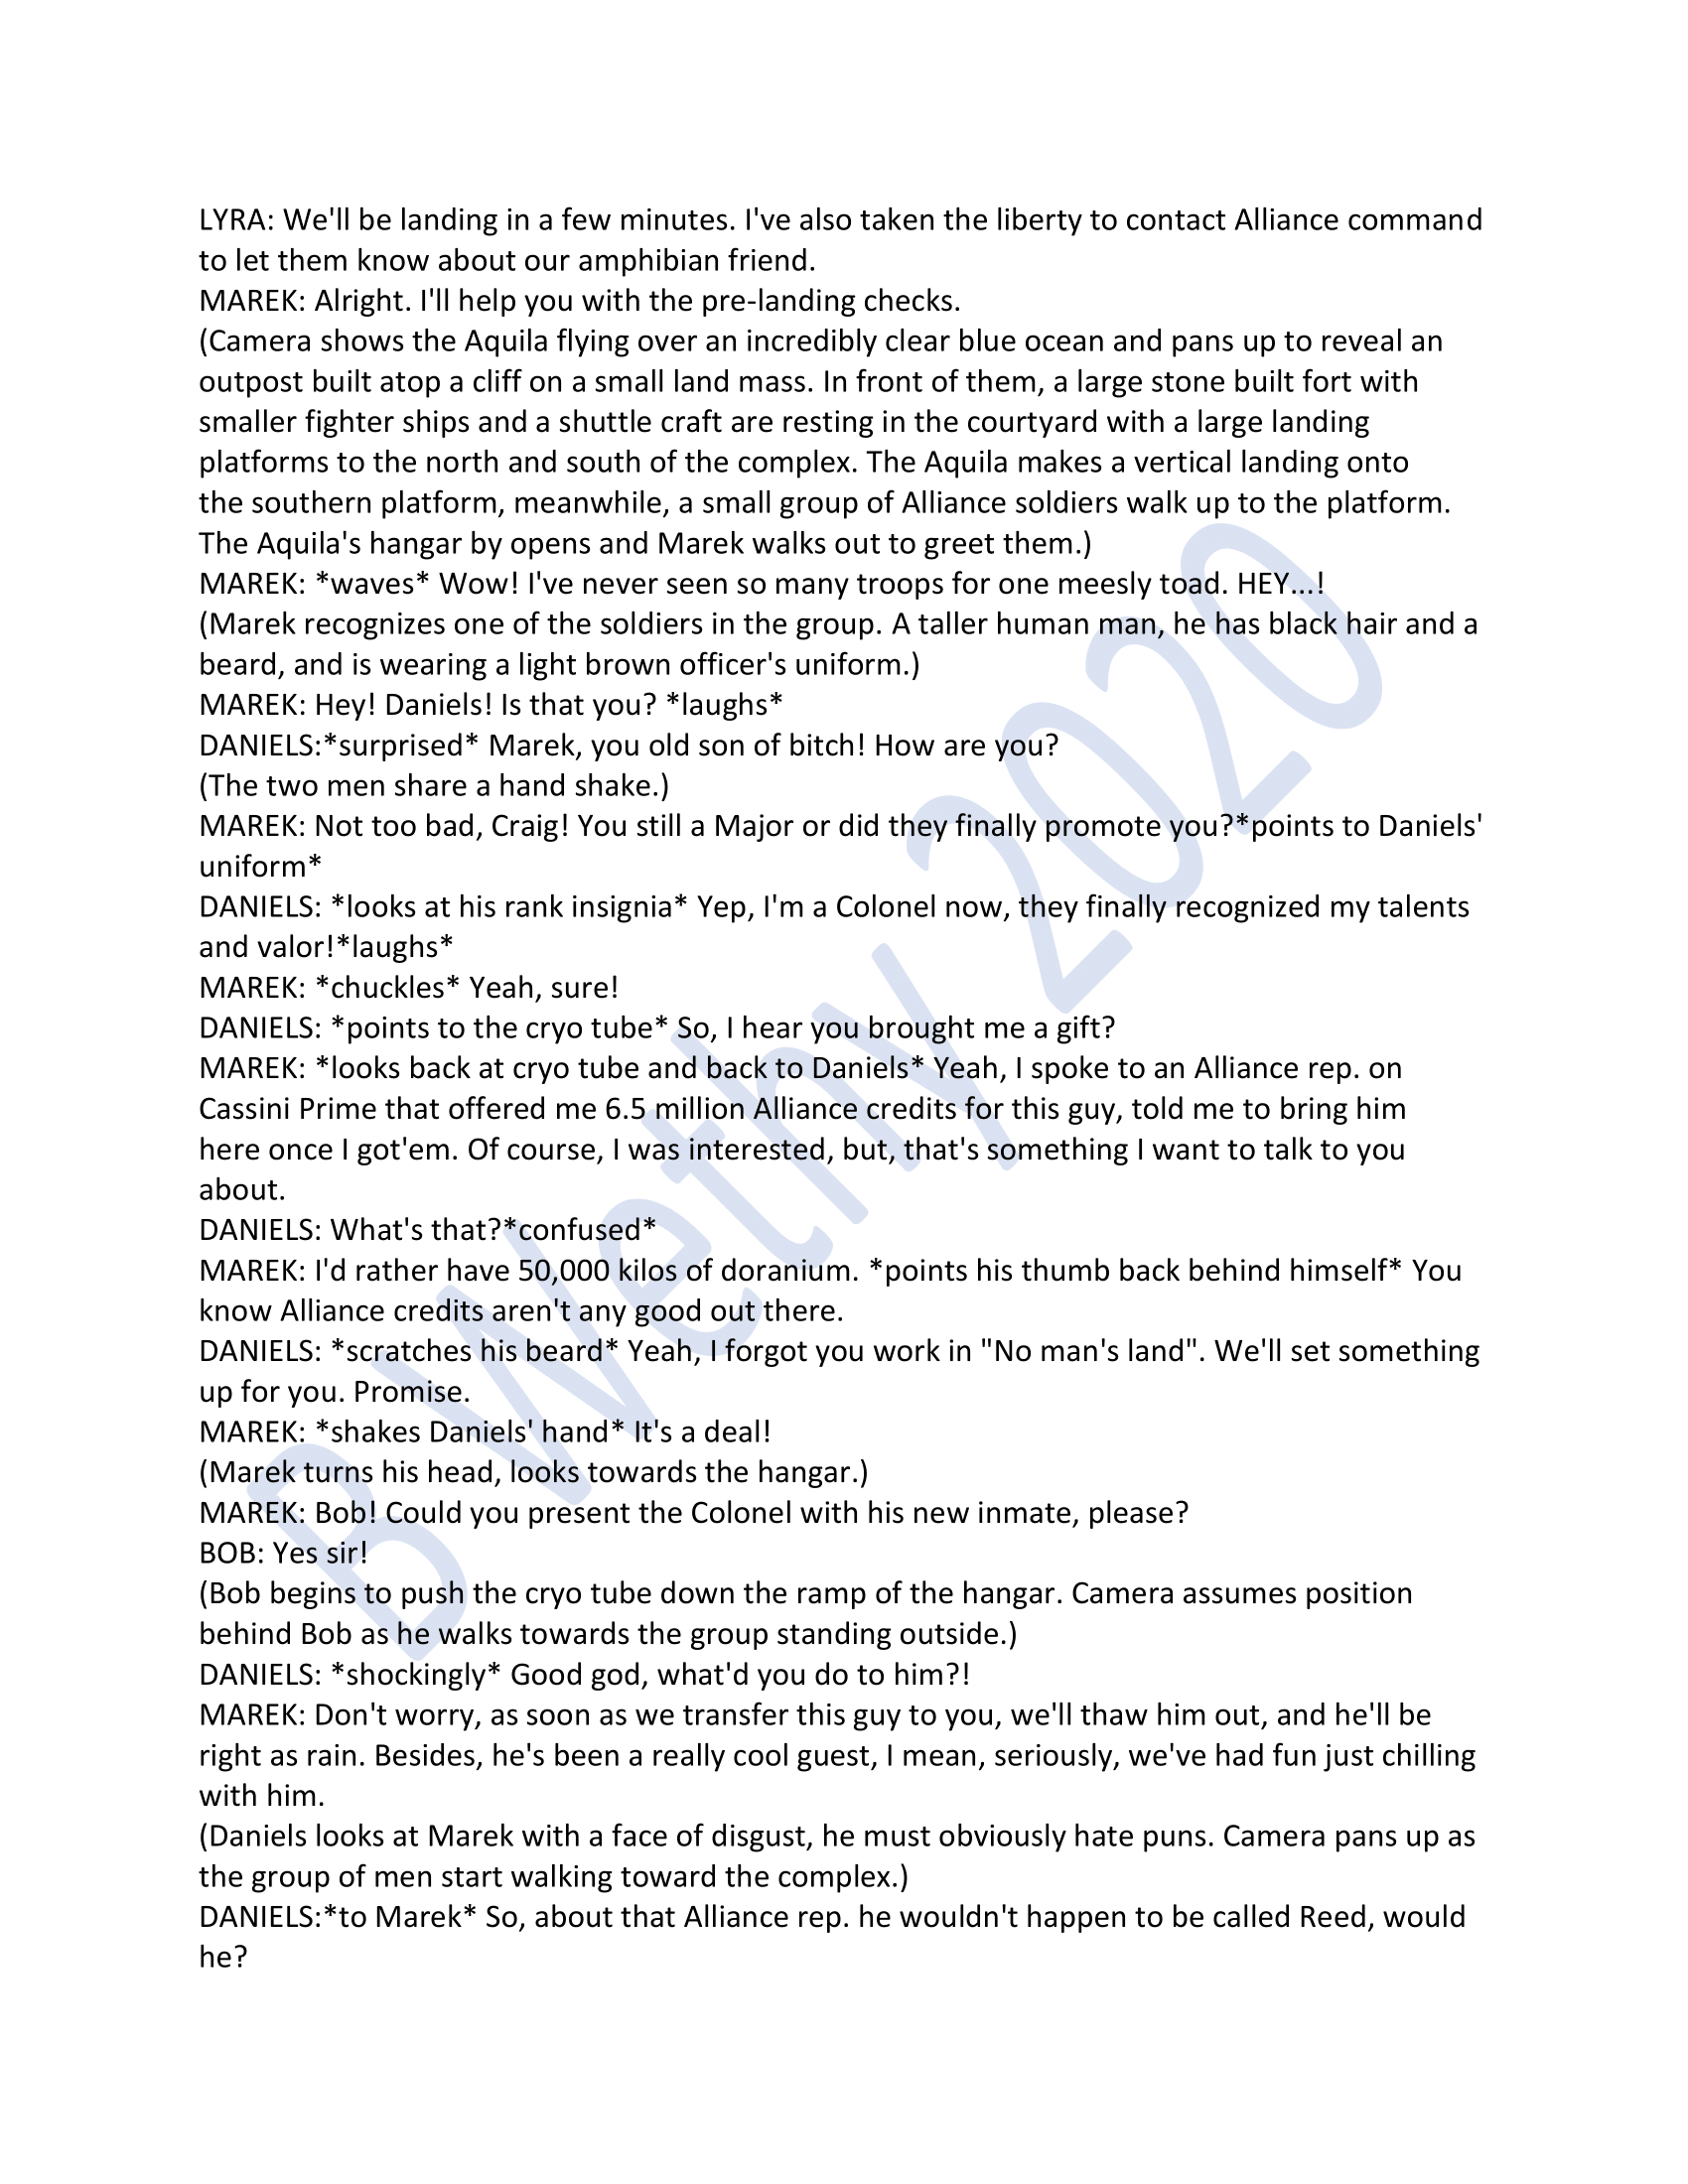 LYRA: We'll be landing in a few minutes. I've also taken the liberty to contact Alliance command
to let them know about our amphibian friend.
MAREK: Alright. I'll help you with the pre-landing checks.
(Camera shows the Aquila flying over an incredibly clear blue ocean and pans up to reveal an
outpost built atop a cliff on a small land mass. In front of them, a large stone built fort with
smaller fighter ships and a shuttle craft are resting in the courtyard with a large landing
platforms to the north and south of the complex. The Aquila makes a vertical landing onto
the southern platform, meanwhile, a small group of Alliance soldiers walk up to the platform.
The Aquila's hangar by opens and Marek walks out to greet them.)
MAREK: *waves* Wow! I've never seen so many troops for one meesly toad. HEY...!
(Marek recognizes one of the soldiers in the group. A taller human man, he has black hair and a
beard, and is wearing a light brown officer's uniform.)
MAREK: Hey! Daniels! Is that you? *laughs*
DANIELS:*surprised* Marek, you old son of bitch! How are you?
(The two men share a hand shake.)
MAREK: Not too bad, Craig! You still a Major or did they finally promote you?*points to Daniels'
uniform*
DANIELS: *looks at his rank insignia* Yep, I'm a Colonel now, they finally recognized my talents
and valor!*laughs*
MAREK: *chuckles* Yeah, sure!
DANIELS: *points to the cryo tube* So, I hear you brought me a gift?
MAREK: *looks back at cryo tube and back to Daniels* Yeah, I spoke to an Alliance rep. on
Cassini Prime that offered me 6.5 million Alliance credits for this guy, told me to bring him
here once I got'em. Of course, I was interested, but, that's something I want to talk to you
about.
DANIELS: What's that?*confused*
MAREK: I'd rather have 50,000 kilos of doranium. *points his thumb back behind himself* You
know Alliance credits aren't any good out there.
DANIELS: *scratches his beard* Yeah, I forgot you work in "No man's land". We'll set something
up for you. Promise.
MAREK: *shakes Daniels' hand* It's a deal!
(Marek turns his head, looks towards the hangar.)
MAREK: Bob! Could you present the Colonel with his new inmate, please?
BOB: Yes sir!
(Bob begins to push the cryo tube down the ramp of the hangar. Camera assumes position
behind Bob as he walks towards the group standing outside.)
DANIELS: *shockingly* Good god, what'd you do to him?!
MAREK: Don't worry, as soon as we transfer this guy to you, we'll thaw him out, and he'll be
right as rain. Besides, he's been a really cool guest, I mean, seriously, we've had fun just chilling
with him.
(Daniels looks at Marek with a face of disgust, he must obviously hate puns. Camera pans up as
the group of men start walking toward the complex.)
DANIELS:*to Marek* So, about that Alliance rep. he wouldn't happen to be called Reed, would
he?
B Wethy 2020